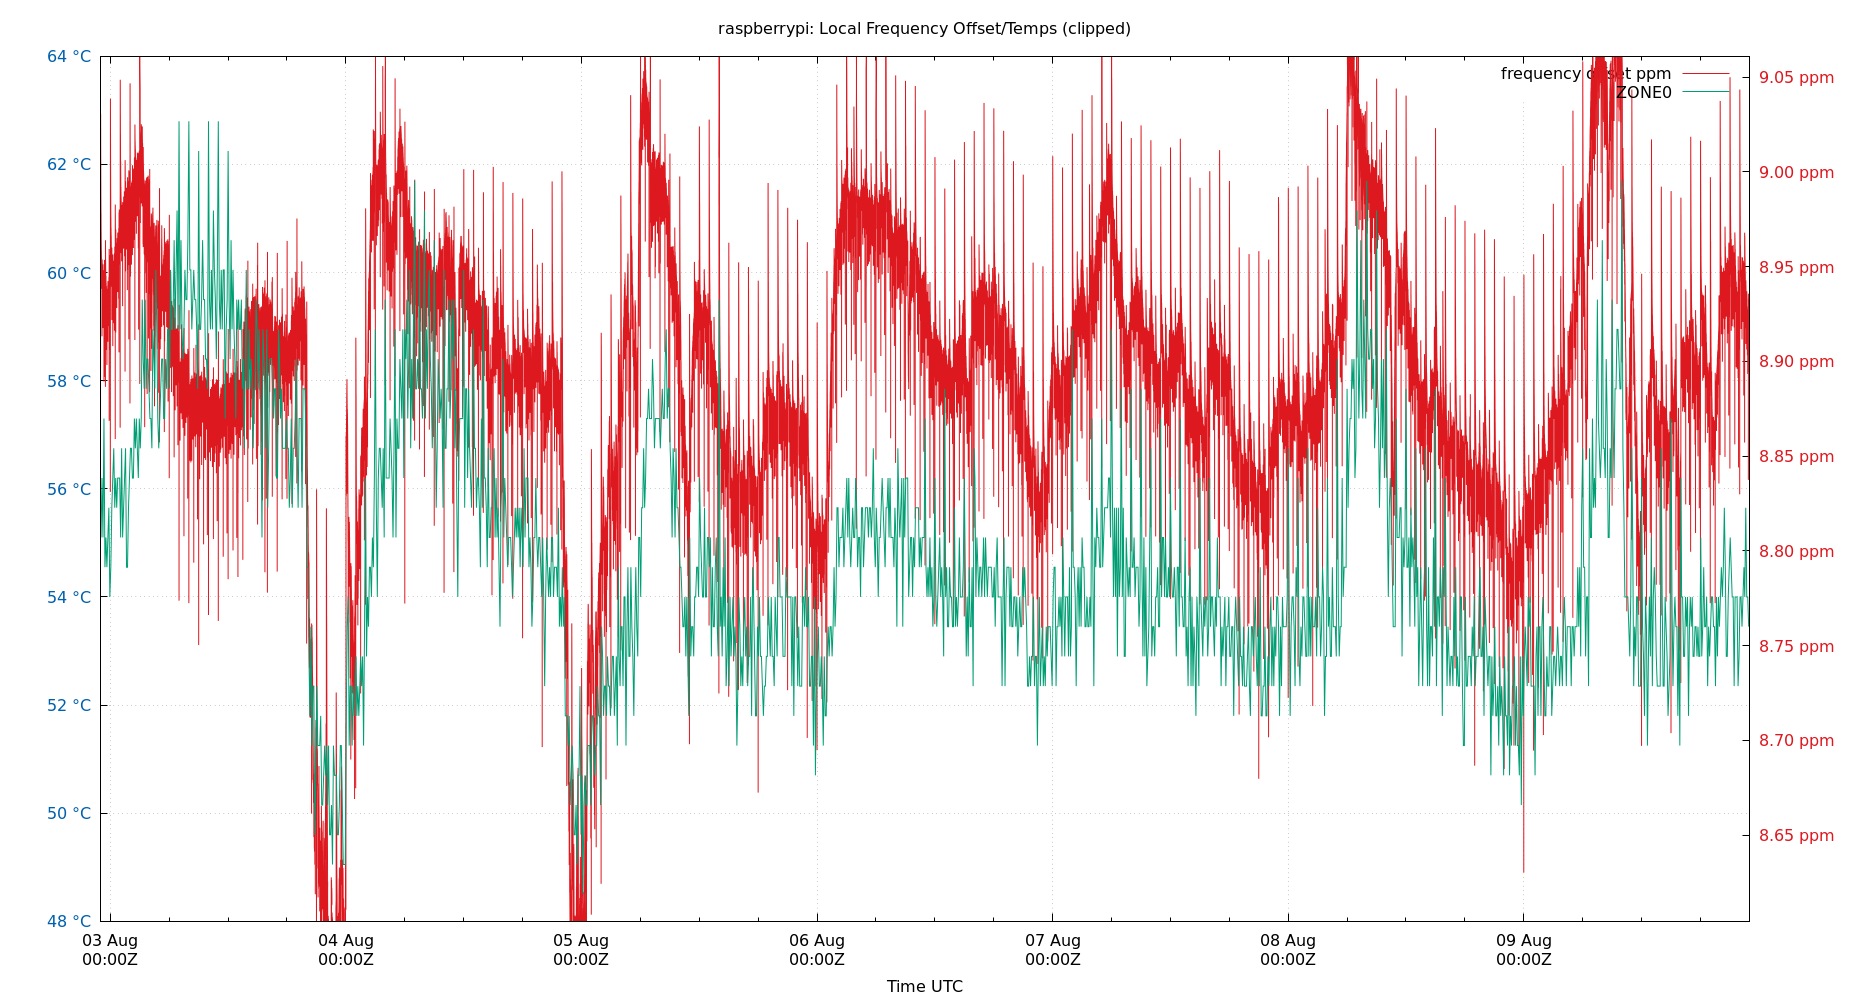 raspberrypi: Local Frequency Offset/Temps (clipped)
64 °C
62 °C
60 °C
58 °C
56 °C
54 °C
52 °C
50 °C
48 °C
frequency offset ppm
ZONE0
9.05 ppm
9.00 ppm
8.95 ppm
8.90 ppm
8.85 ppm
8.80 ppm
8.75 ppm
8.70 ppm
8.65 ppm
03 Aug
00:00Z
04 Aug
00:00Z
05 Aug
00:00Z
06 Aug
00:00Z
07 Aug
00:00Z
08 Aug
00:00Z
09 Aug
00:00Z
Time UTC